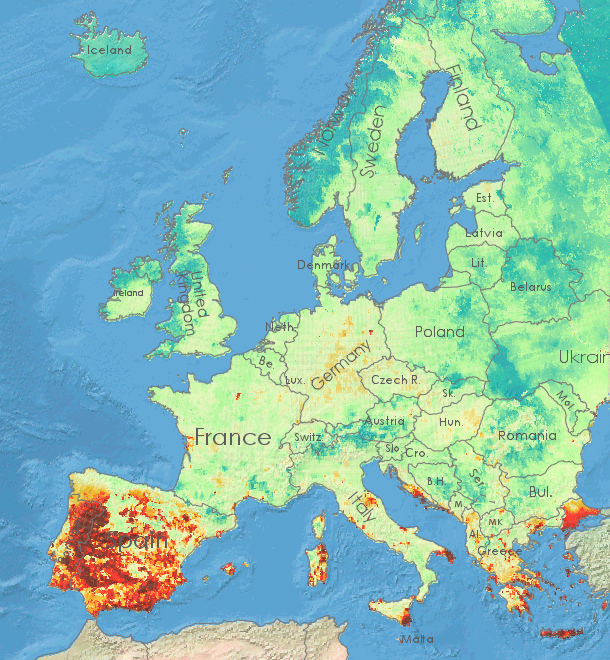 Iceland
Norway
Sweden
Finland
Est.
Latvia
Lit.
Denmark
Belarus
Ireland
United
Kingdom
Neth.
Poland
Be.
Germany
Ukrain
Lux.
Czech R.
Sk.
Mol.
France
Switz.
Austria
Hun.
Romania
Slo.
Cro.
B.H.
Ser.
Bul.
Italy
M.
MK.
Al.
Spain
Greece
Malta